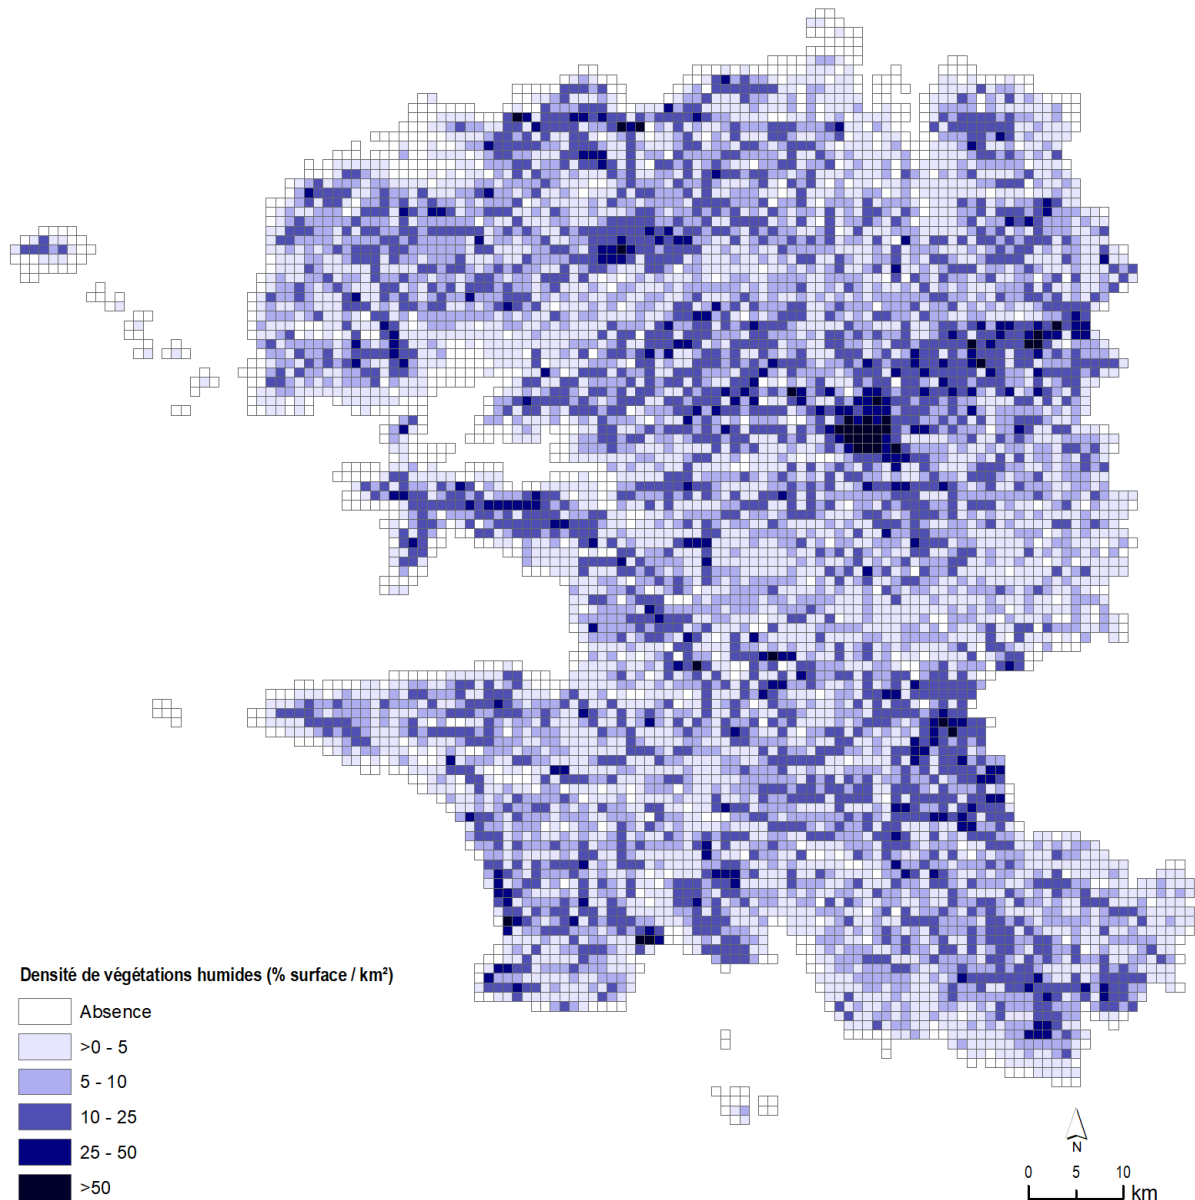 Densité de végétations humides (% surface / km²)
Absence
>0 - 5
5 - 10
10 - 25
25 - 50
>50
N
0 5 10
km